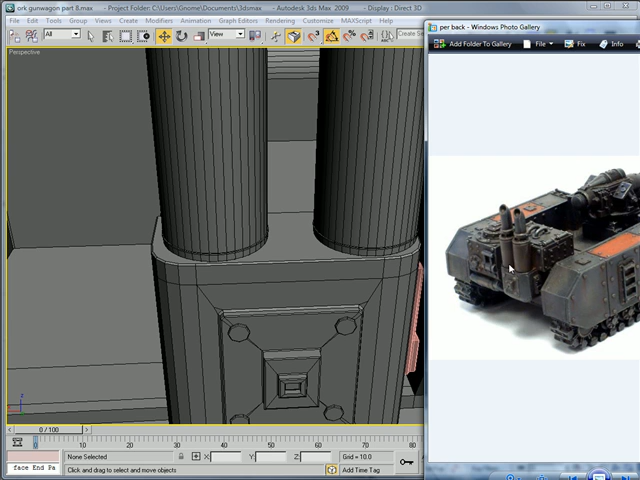 ork gunwagon part 8.max - Project Folder: C:\Users\Gnome\Documents\3dsmax - Autodesk 3ds Max 2009 - Display : Direct 3D
File Edit Tools Group Views Create Modifiers Animation Graph Editors Rendering Customize MAXScript Help
All View Create Se
Perspective
per back - Windows Photo Gallery
Add Folder To Gallery File Fix Info
z
0 / 100
0 10 20 30 40 50 60 70 80
None Selected X: Y: Z: Grid = 10.0
face End Pa Click and drag to select and move objects Add Time Tag